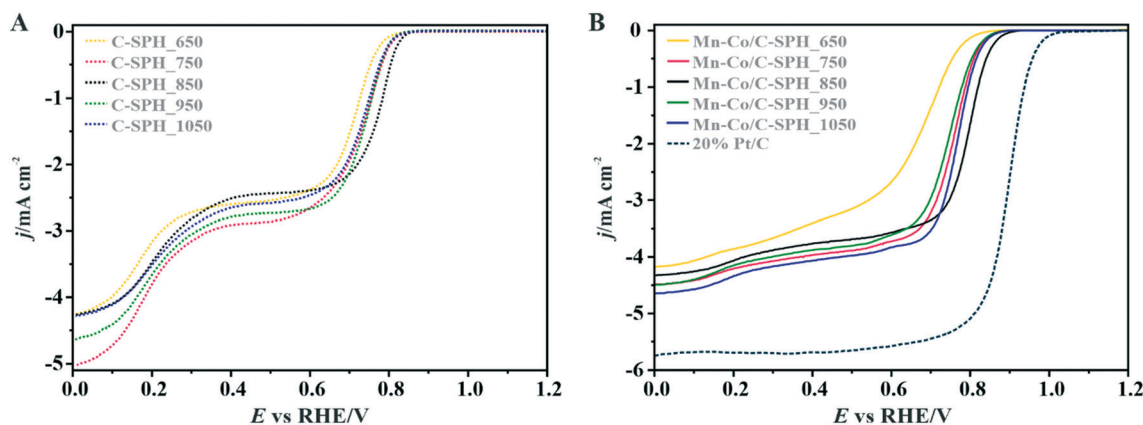 A
0
-1
-2
-3
-4
-5
j/mA cm-2
C-SPH_650
C-SPH_750
C-SPH_850
C-SPH_950
C-SPH_1050
0.0 0.2 0.4 0.6 0.8 1.0 1.2
E vs RHE/V
B
0
-1
-2
-3
-4
-5
-6
j/mA cm-2
Mn-Co/C-SPH_650
Mn-Co/C-SPH_750
Mn-Co/C-SPH_850
Mn-Co/C-SPH_950
Mn-Co/C-SPH_1050
20% Pt/C
0.0 0.2 0.4 0.6 0.8 1.0 1.2
E vs RHE/V